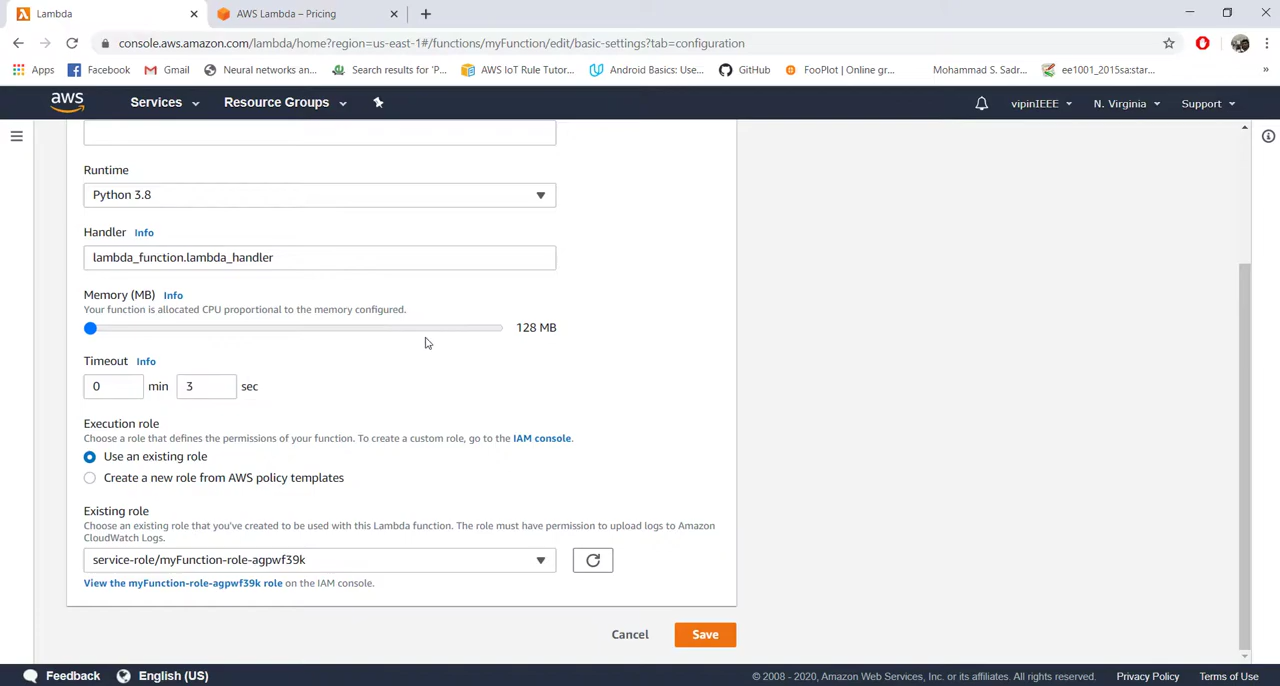 Lambda
AWS Lambda – Pricing
console.aws.amazon.com/lambda/home?region=us-east-1#/functions/myFunction/edit/basic-settings?tab=configuration
Apps
Facebook
Gmail
Neural networks an...
Search results for 'P...
AWS IoT Rule Tutor...
Android Basics: Use...
GitHub
FooPlot | Online gr...
Mohammad S. Sadr...
ee1001_2015sa:star...
aws
Services
Resource Groups
vipinIEEE
N. Virginia
Support
Runtime
Python 3.8
Handler Info
lambda_function.lambda_handler
Memory (MB) Info
Your function is allocated CPU proportional to the memory configured.
128 MB
Timeout Info
0 min 3 sec
Execution role
Choose a role that defines the permissions of your function. To create a custom role, go to the IAM console.
Use an existing role
Create a new role from AWS policy templates
Existing role
Choose an existing role that you've created to be used with this Lambda function. The role must have permission to upload logs to Amazon
CloudWatch Logs.
service-role/myFunction-role-agpwf39k
View the myFunction-role-agpwf39k role on the IAM console.
Cancel
Save
Feedback
English (US)
© 2008 - 2020, Amazon Web Services, Inc. or its affiliates. All rights reserved.
Privacy Policy
Terms of Use